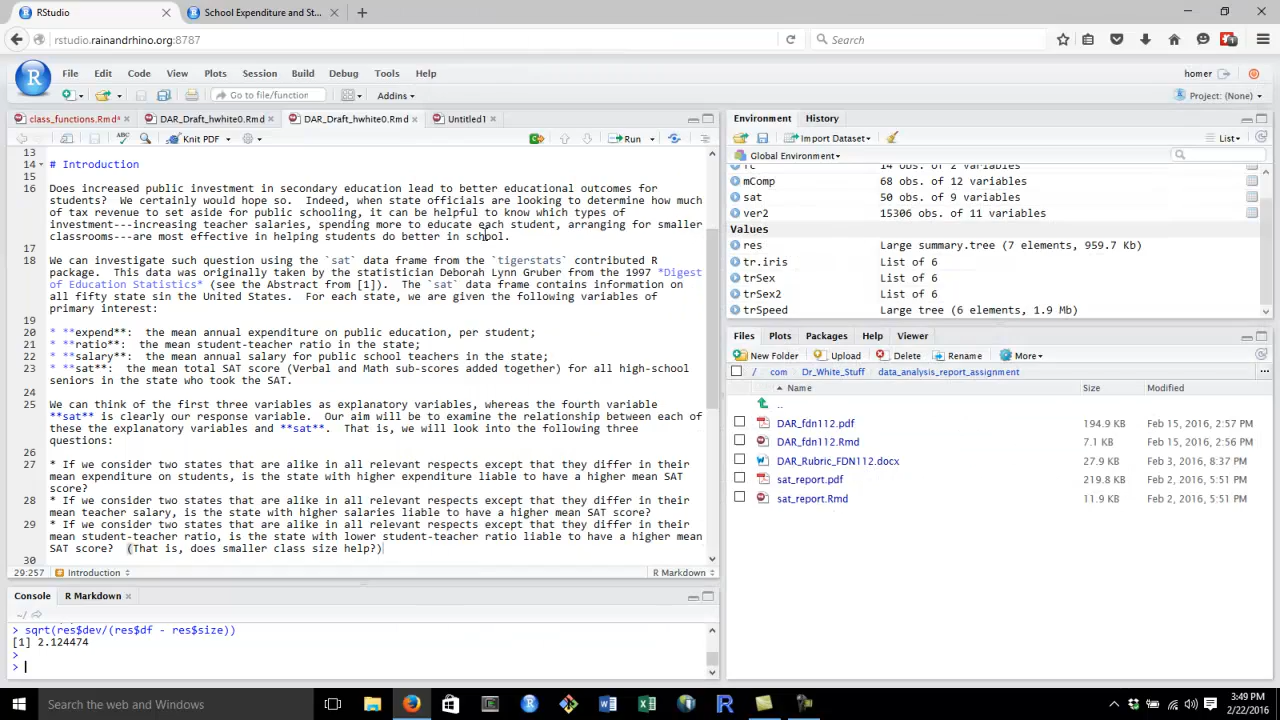 RStudio
School Expenditure and St...
rstudio.rainandrhino.org:8787
Search
File Edit Code View Plots Session Build Debug Tools Help
homer
Go to file/function
Addins
Project: (None)
class_functions.Rmd*
DAR_Draft_hwhite0.Rmd
DAR_Draft_hwhite0.Rmd
Untitled1
Knit PDF
Run
13
14 # Introduction
15
16 Does increased public investment in secondary education lead to better educational outcomes for
students? We certainly would hope so. Indeed, when state officials are looking to determine how much
of tax revenue to set aside for public schooling, it can be helpful to know which types of
investment---increasing teacher salaries, spending more to educate each student, arranging for smaller
classrooms---are most effective in helping students do better in school.
17
18 We can investigate such question using the `sat` data frame from the `tigerstats` contributed R
package. This data was originally taken by the statistician Deborah Lynn Gruber from the 1997 *Digest
of Education Statistics* (see the Abstract from [1]). The `sat` data frame contains information on
all fifty state sin the United States. For each state, we are given the following variables of
primary interest:
19
20 * **expend**: the mean annual expenditure on public education, per student;
21 * **ratio**: the mean student-teacher ratio in the state;
22 * **salary**: the mean annual salary for public school teachers in the state;
23 * **sat**: the mean total SAT score (Verbal and Math sub-scores added together) for all high-school
seniors in the state who took the SAT.
24
25 We can think of the first three variables as explanatory variables, whereas the fourth variable
**sat** is clearly our response variable. Our aim will be to examine the relationship between each of
these the explanatory variables and **sat**. That is, we will look into the following three
questions:
26
27 * If we consider two states that are alike in all relevant respects except that they differ in their
mean expenditure on students, is the state with higher expenditure liable to have a higher mean SAT
score?
28 * If we consider two states that are alike in all relevant respects except that they differ in their
mean teacher salary, is the state with higher salaries liable to have a higher mean SAT score?
29 * If we consider two states that are alike in all relevant respects except that they differ in their
mean student-teacher ratio, is the state with lower student-teacher ratio liable to have a higher mean
SAT score? (That is, does smaller class size help?)
30
29:257 Introduction R Markdown
Console R Markdown
~/
> sqrt(res$dev/(res$df - res$size))
[1] 2.124474
>
>
Environment History
Import Dataset List
Global Environment
rc 14 obs. of 2 variables
mComp 68 obs. of 12 variables
sat 50 obs. of 9 variables
ver2 15306 obs. of 11 variables
Values
res Large summary.tree (7 elements, 959.7 Kb)
tr.iris List of 6
trSex List of 6
trSex2 List of 6
trSpeed Large tree (6 elements, 1.9 Mb)
Files Plots Packages Help Viewer
New Folder Upload Delete Rename More
/ com Dr_White_Stuff data_analysis_report_assignment ...
Name Size Modified
..
DAR_fdn112.pdf 194.9 KB Feb 15, 2016, 2:57 PM
DAR_fdn112.Rmd 7.1 KB Feb 15, 2016, 2:56 PM
DAR_Rubric_FDN112.docx 27.9 KB Feb 3, 2016, 8:37 PM
sat_report.pdf 219.8 KB Feb 2, 2016, 5:51 PM
sat_report.Rmd 11.9 KB Feb 2, 2016, 5:51 PM
Search the web and Windows
3:49 PM
2/22/2016